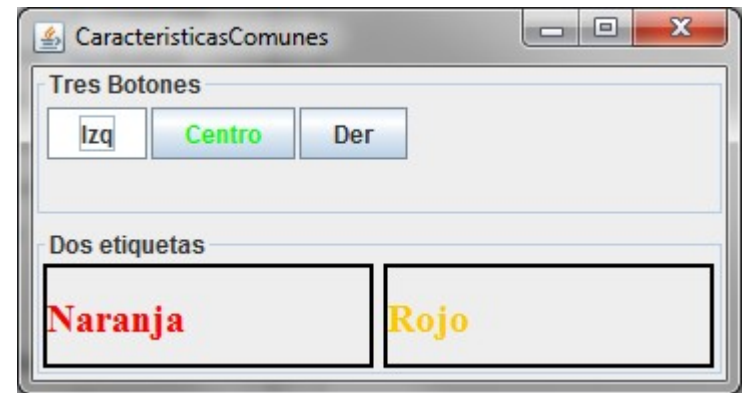 CaracteristicasComunes
Tres Botones
Izq Centro Der
Dos etiquetas
Naranja Rojo